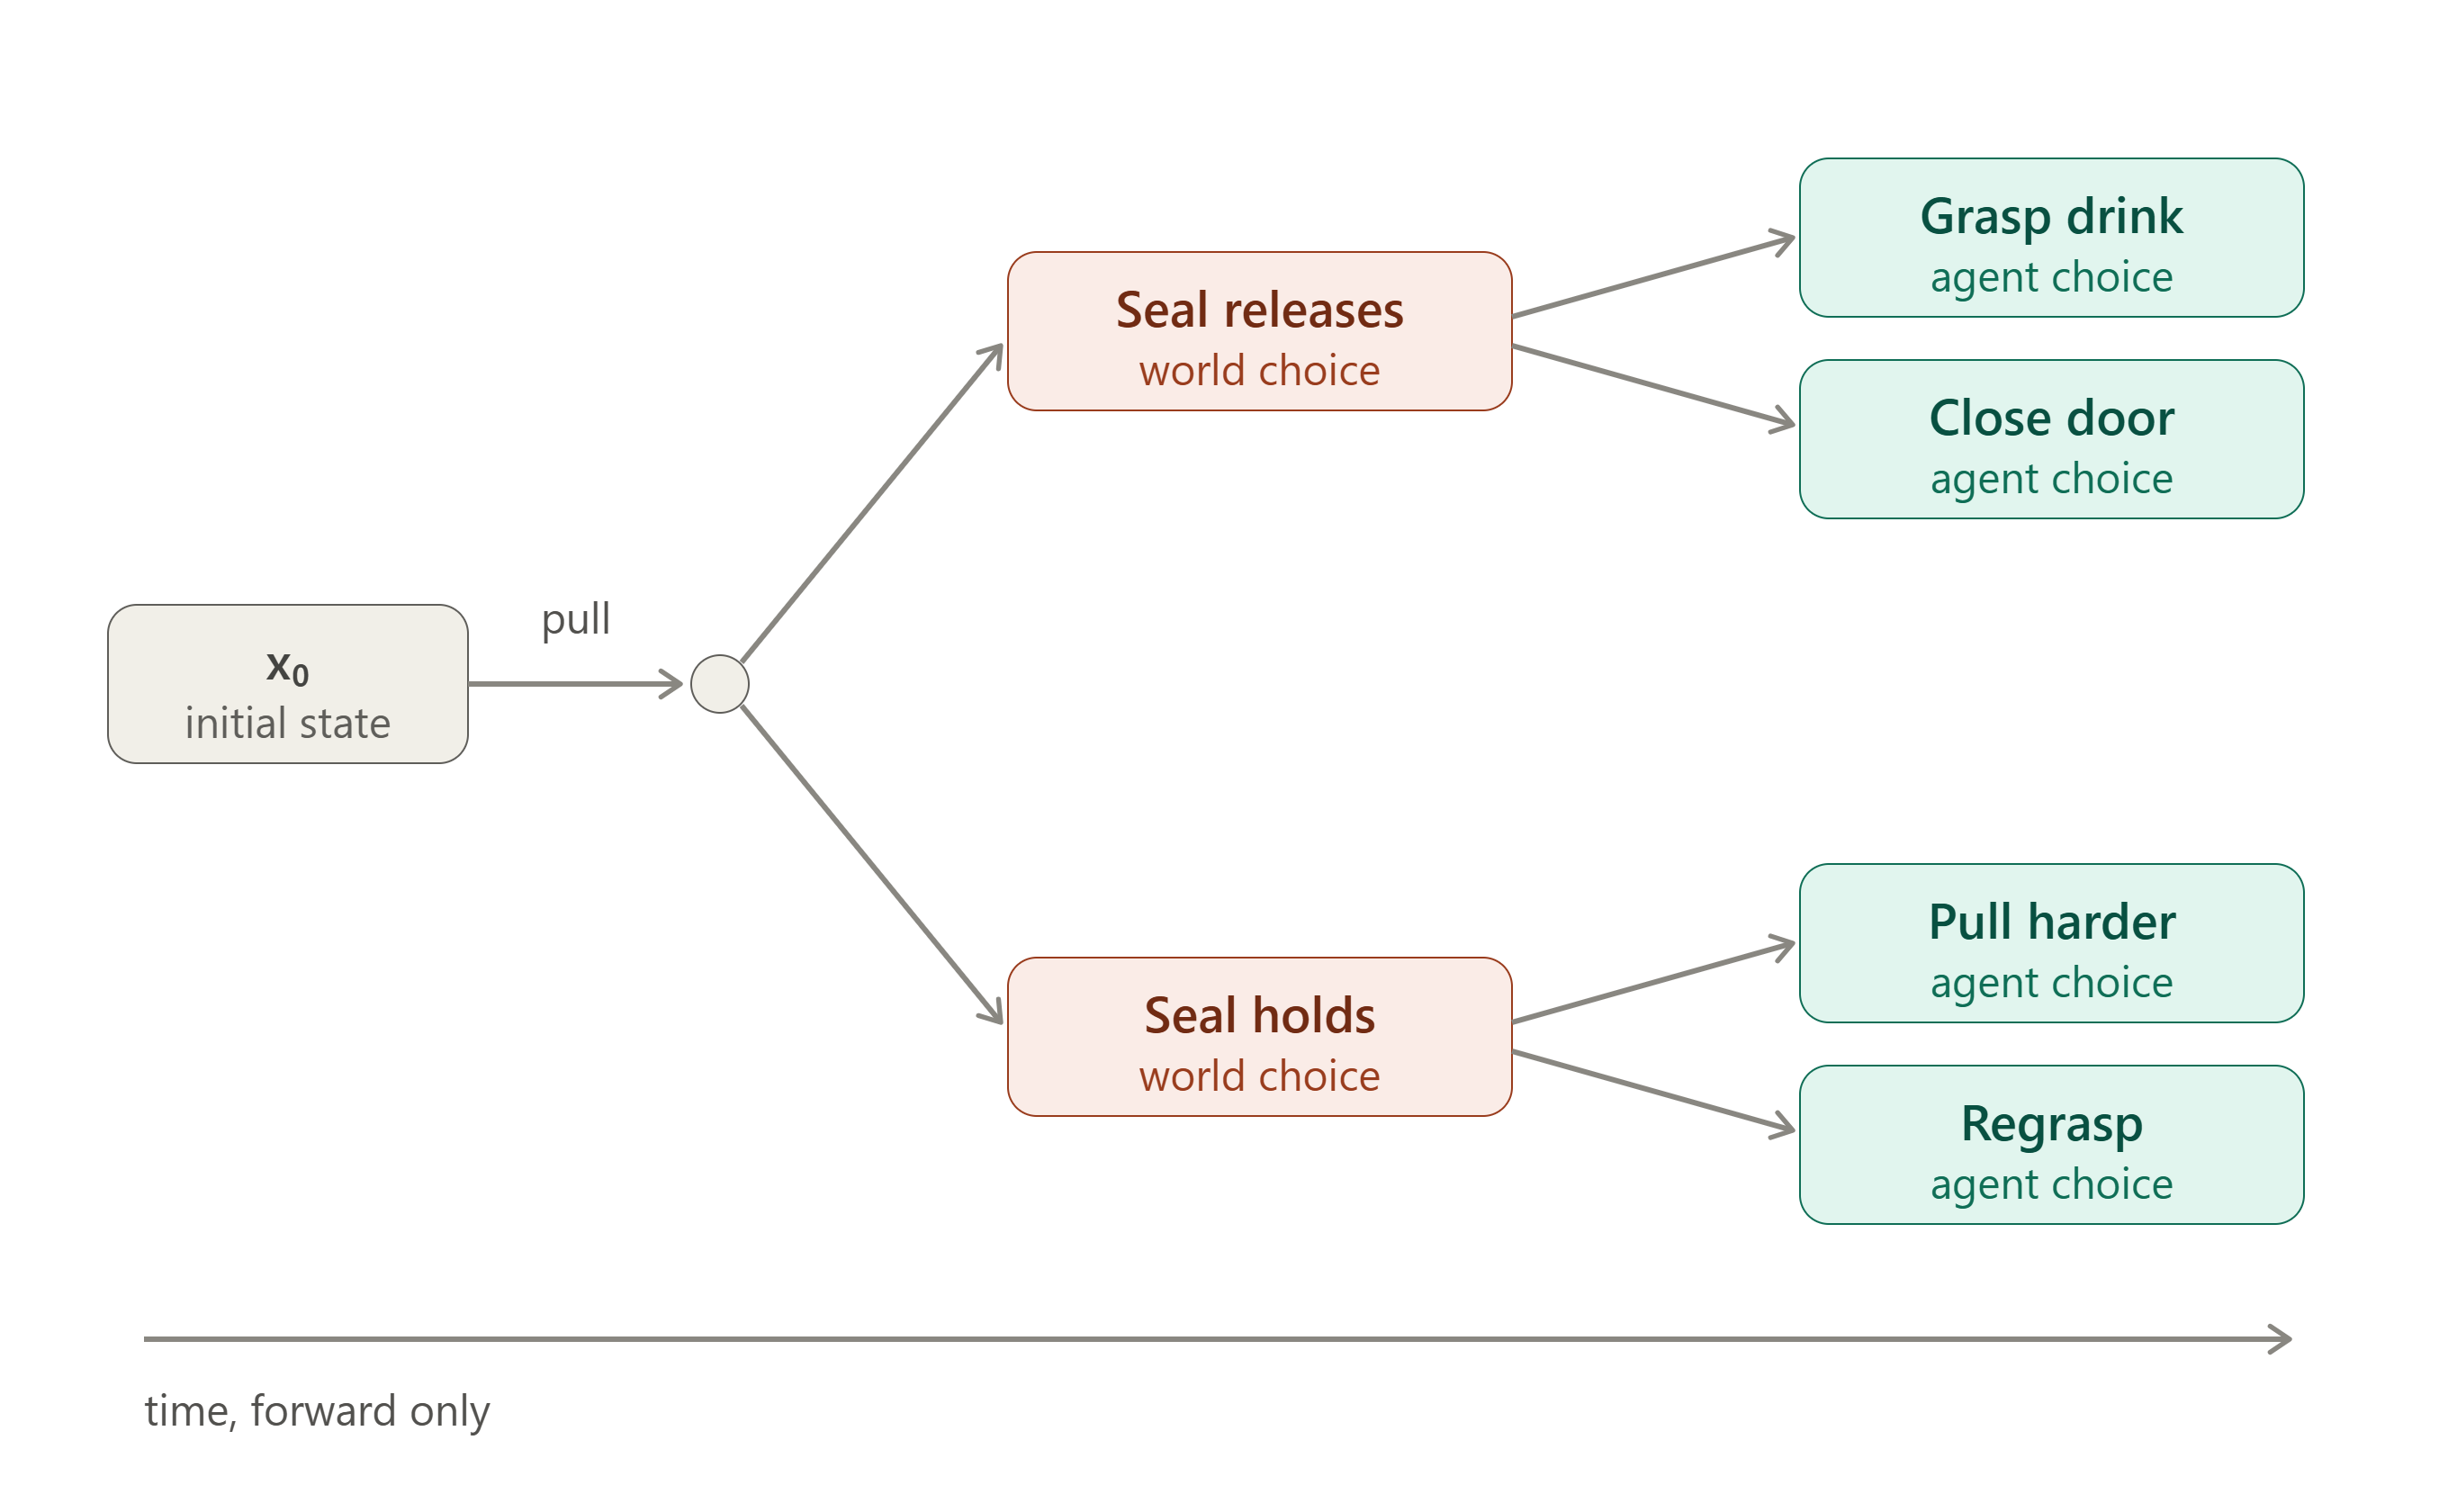 x₀
initial state
pull
Seal releases
world choice
Seal holds
world choice
Grasp drink
agent choice
Close door
agent choice
Pull harder
agent choice
Regrasp
agent choice
time, forward only